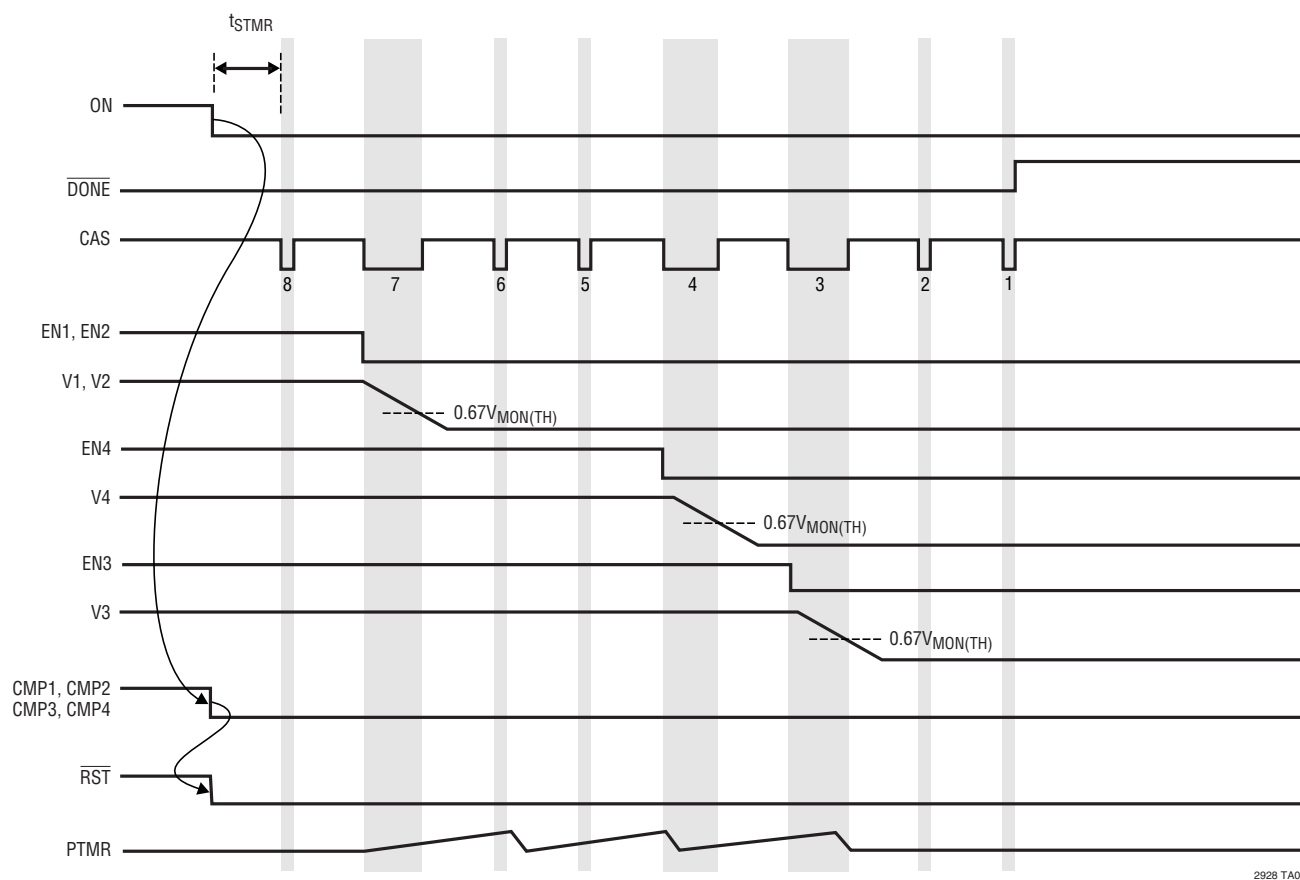 tSTMR
ON
DONE
CAS
8 7 6 5 4 3 2 1
EN1, EN2
V1, V2
0.67VMON(TH)
EN4
V4
0.67VMON(TH)
EN3
V3
0.67VMON(TH)
CMP1, CMP2
CMP3, CMP4
RST
PTMR
2928 TA0